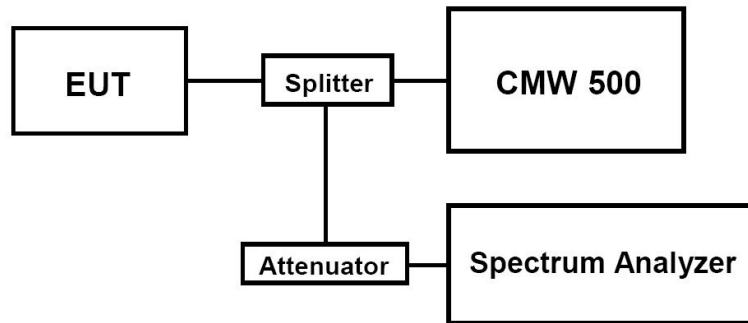 EUT
Splitter
CMW 500
Attenuator
Spectrum Analyzer